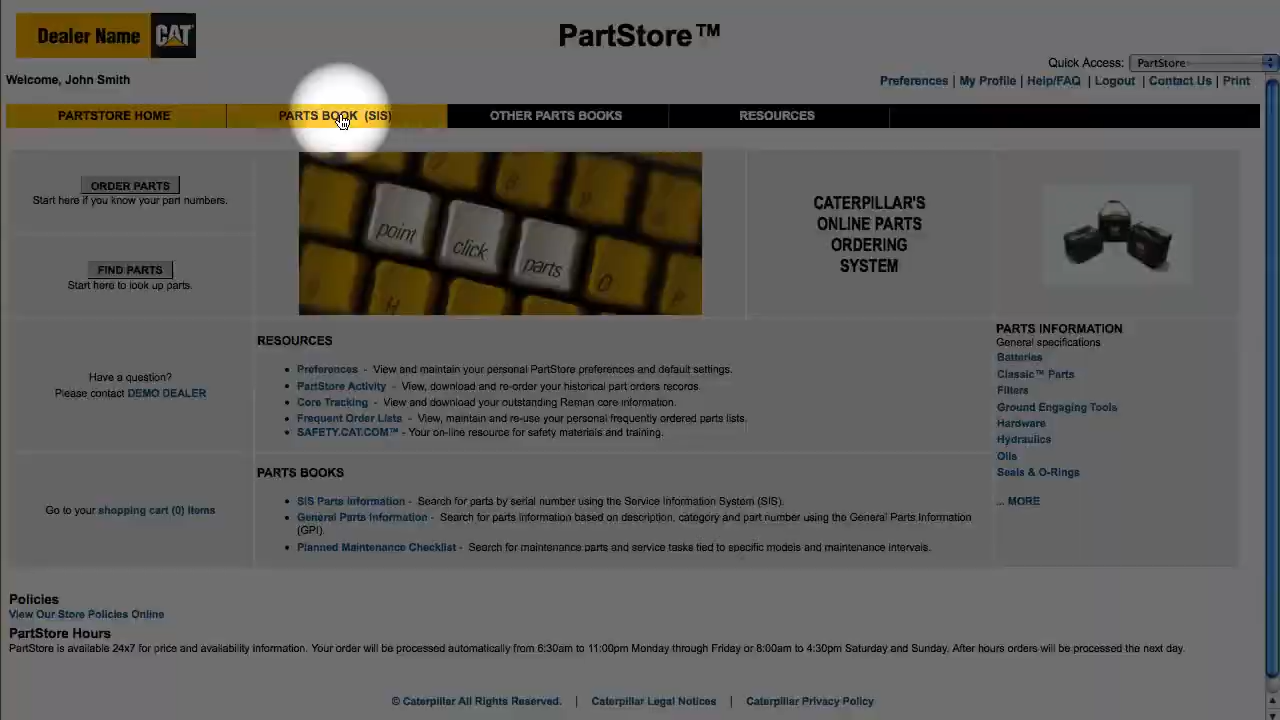 Dealer Name CAT
PartStore™
Quick Access: PartStore
Welcome, John Smith
Preferences | My Profile | Help/FAQ | Logout | Contact Us | Print
PARTSTORE HOME
PARTS BOOK (SIS)
OTHER PARTS BOOKS
RESOURCES
ORDER PARTS
Start here if you know your part numbers.
FIND PARTS
Start here to look up parts.
point
click
parts
CATERPILLAR'S
ONLINE PARTS
ORDERING
SYSTEM
Have a question?
Please contact DEMO DEALER
Go to your shopping cart (0) items
RESOURCES
Preferences - View and maintain your personal PartStore preferences and default settings.
PartStore Activity - View, download and re-order your historical part orders records.
Core Tracking - View and download your outstanding Reman core information.
Frequent Order Lists - View, maintain and re-use your personal frequently ordered parts lists.
SAFETY.CAT.COM™ - Your on-line resource for safety materials and training.
PARTS BOOKS
SIS Parts Information - Search for parts by serial number using the Service Information System (SIS).
General Parts Information - Search for parts information based on description, category and part number using the General Parts Information
(GPI).
Planned Maintenance Checklist - Search for maintenance parts and service tasks tied to specific models and maintenance intervals.
PARTS INFORMATION
General specifications
Batteries
Classic™ Parts
Filters
Ground Engaging Tools
Hardware
Hydraulics
Oils
Seals & O-Rings
... MORE
Policies
View Our Store Policies Online
PartStore Hours
PartStore is available 24x7 for price and availability information. Your order will be processed automatically from 6:30am to 11:00pm Monday through Friday or 8:00am to 4:30pm Saturday and Sunday. After hours orders will be processed the next day.
© Caterpillar All Rights Reserved. | Caterpillar Legal Notices | Caterpillar Privacy Policy